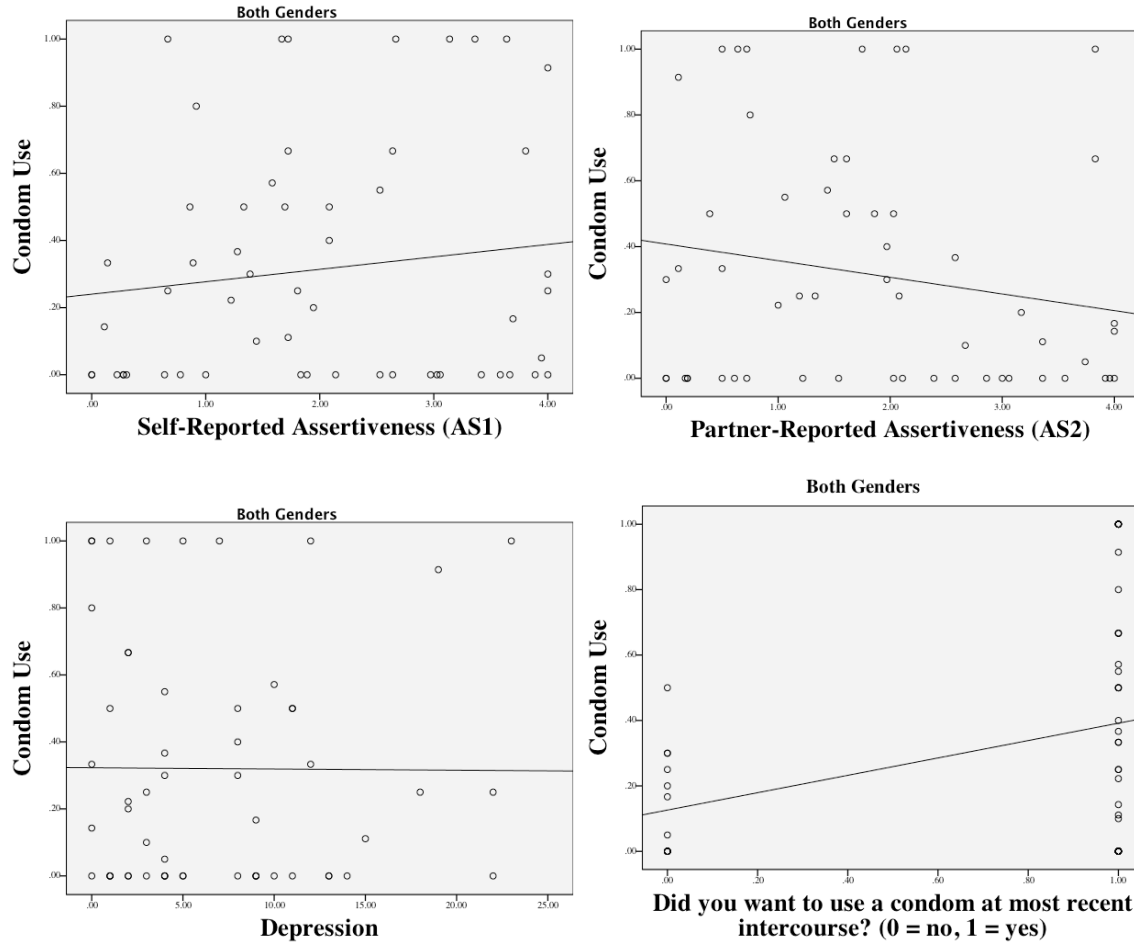 Both Genders
1.00
.80
.60
.40
.20
.00
Condom Use
.00 1.00 2.00 3.00 4.00
Self-Reported Assertiveness (AS1)
Both Genders
1.00
.80
.60
.40
.20
.00
Condom Use
.00 1.00 2.00 3.00 4.00
Partner-Reported Assertiveness (AS2)
Both Genders
1.00
.80
.60
.40
.20
.00
Condom Use
.00 5.00 10.00 15.00 20.00 25.00
Depression
Both Genders
1.00
.80
.60
.40
.20
.00
Condom Use
.00 .20 .40 .60 .80 1.00
Did you want to use a condom at most recent
intercourse? (0 = no, 1 = yes)